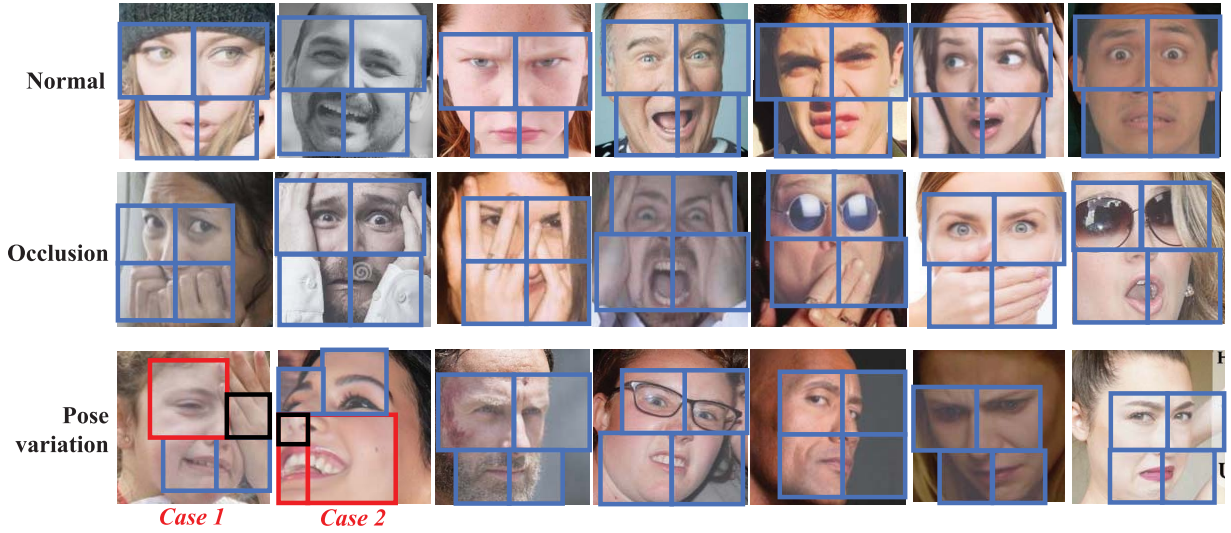 Normal
Occlusion
H
Pose
variation
U
Case 1
Case 2